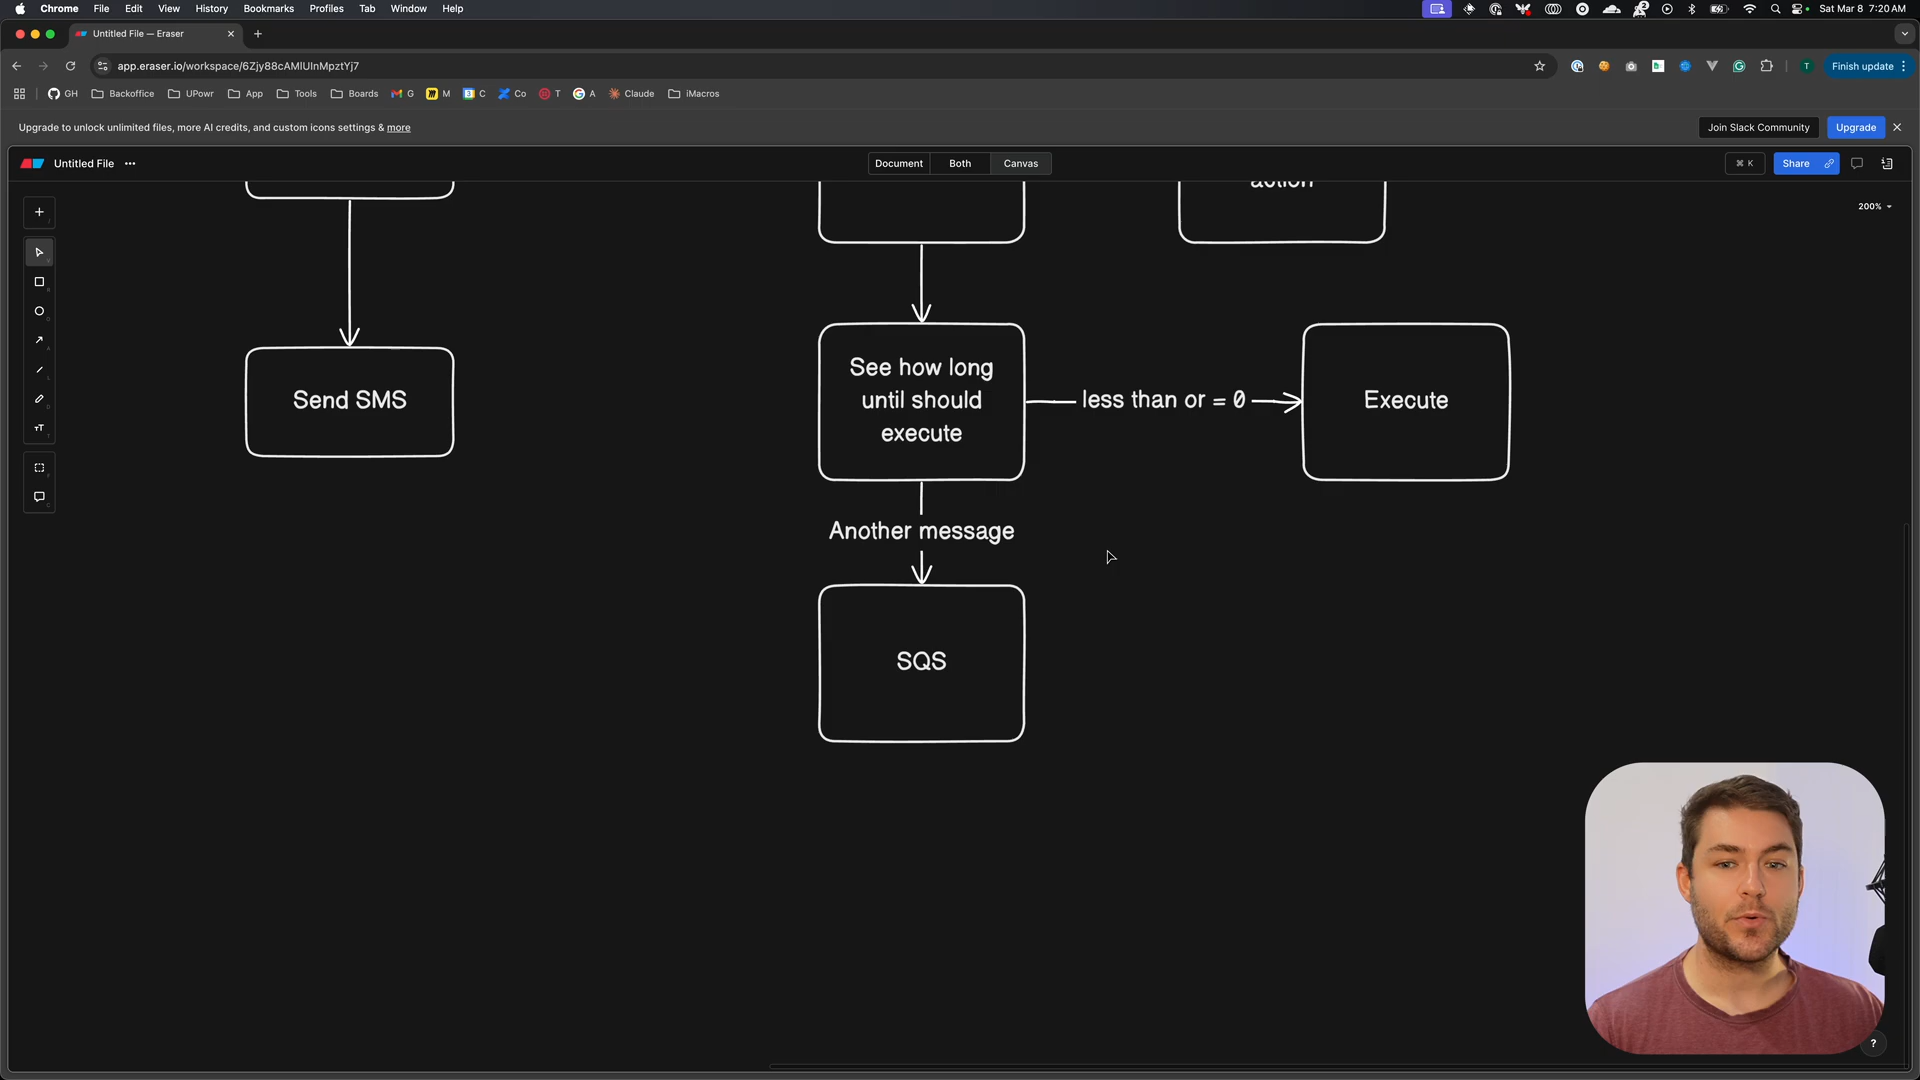 Chrome File Edit View History Bookmarks Profiles Tab Window Help
2
Sat Mar 8 7:20 AM
Untitled File — Eraser
app.eraser.io/workspace/6Zjy88cAMlUInMpztYj7
T
Finish update
GH Backoffice UPowr App Tools Boards G M C Co T A Claude iMacros
Upgrade to unlock unlimited files, more AI credits, and custom icons settings & more
Join Slack Community
Upgrade
Untitled File
Document Both Canvas
⌘ K
Share
200%
action
See how long
until should
execute
Send SMS
less than or = 0
Execute
Another message
SQS
?